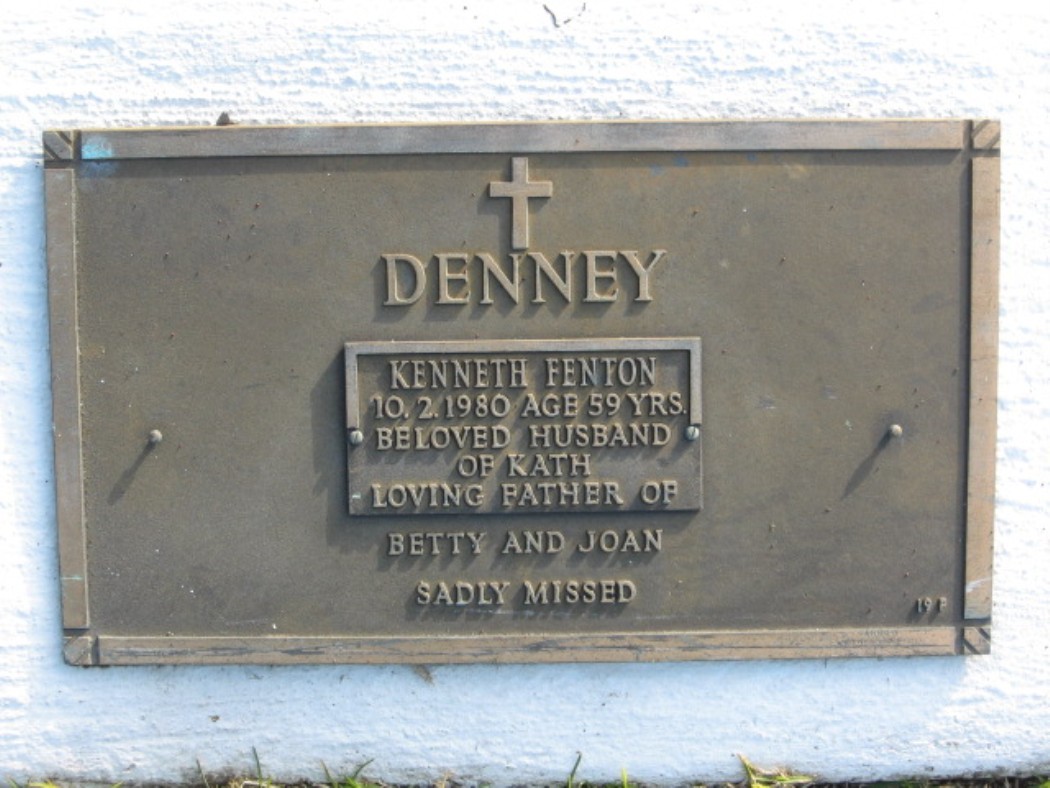 DENNEY
KENNETH FENTON
10.2.1980 AGE 59 YRS.
BELOVED HUSBAND
OF KATH
LOVING FATHER OF
BETTY AND JOAN
SADLY MISSED
19 F